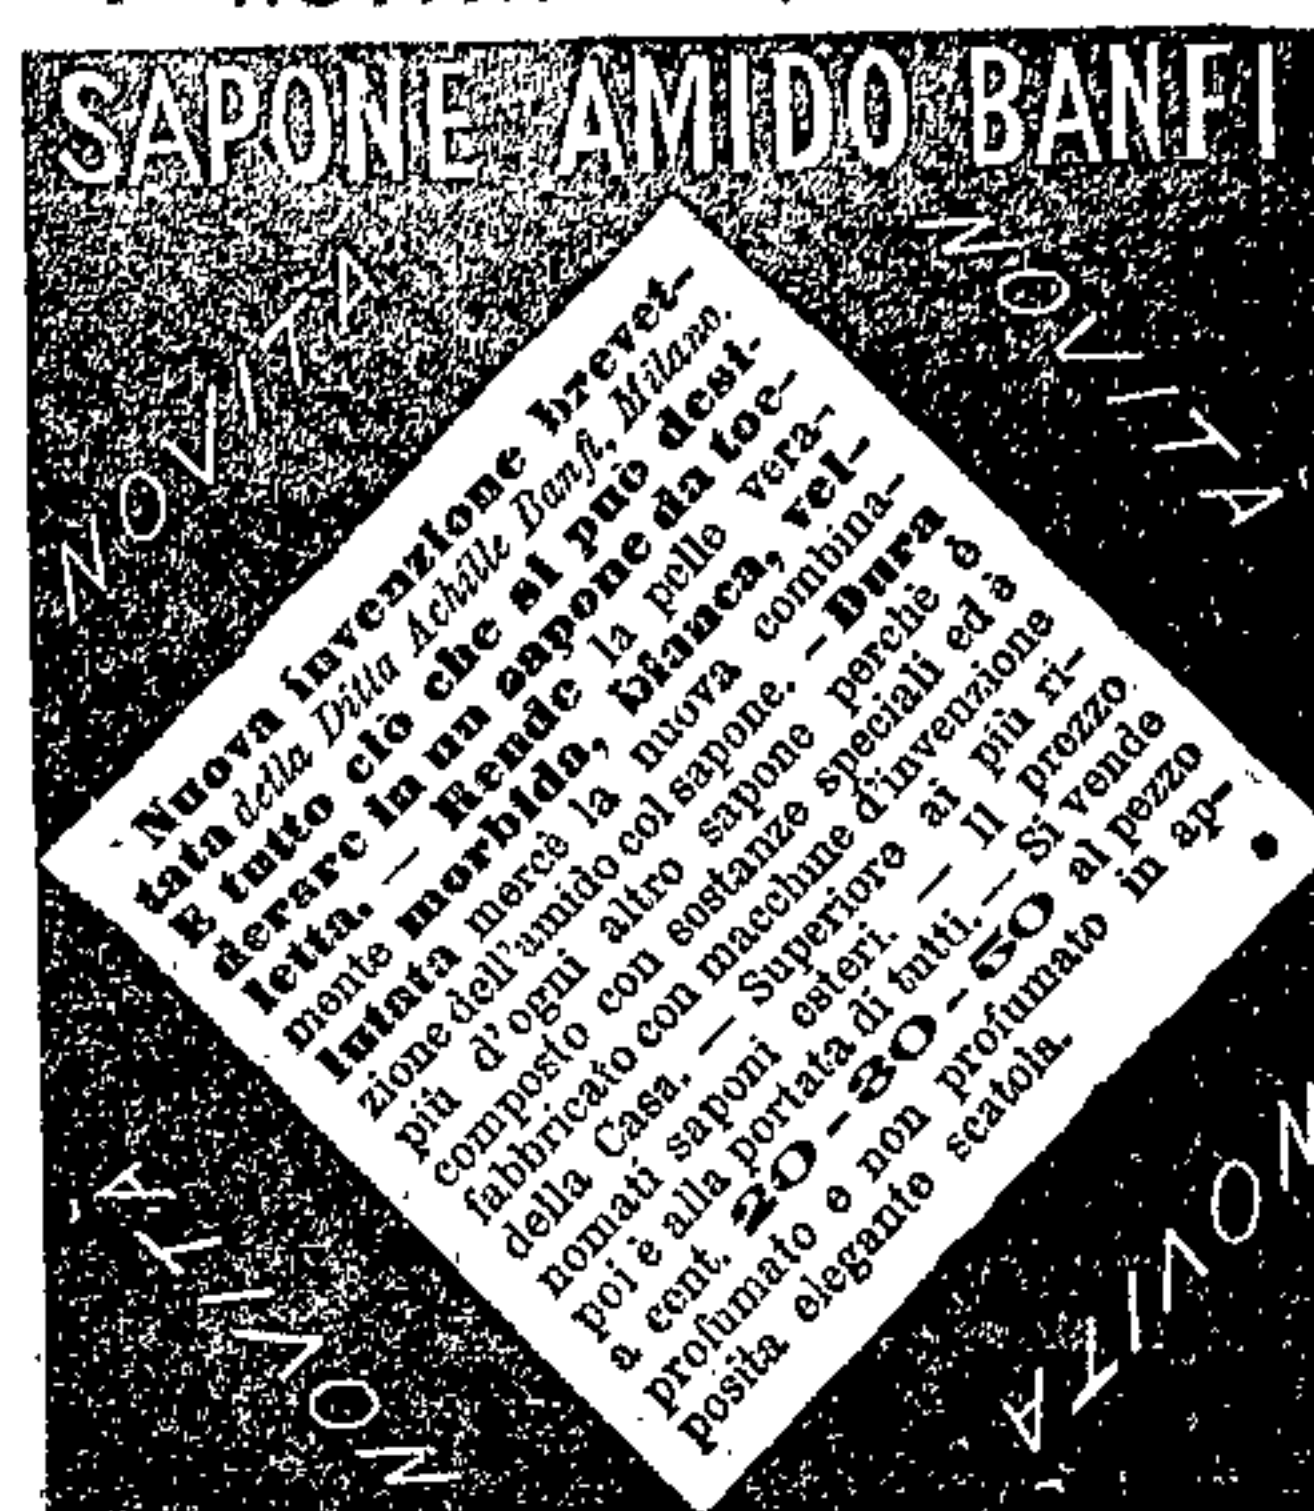 SAPONE AMIDO BANFI
NOVITA'
NOVITA'
Nuova invenzione brevet-
tata della Ditta Achille Banfi, Milano.
E tutto ciò che si può desi-
derare in un sapone da toe-
letta. — Rende la pelle vera-
mente morbida, bianca, vel-
lutata mercè la nuova combina-
zione dell'amido col sapone. — Dura
più d'ogni altro sapone perchè è
composto con sostanze speciali ed à
fabbricato con macchine d'invenzione
della Casa. — Superiore ai più ri-
nomati saponi esteri. — Il prezzo
poi è alla portata di tutti. — Si vende
a cent. 20-30-50 al pezzo
profumato e non profumato in ap-
posita elegante scatola.
NOVITA'
NOVITA'